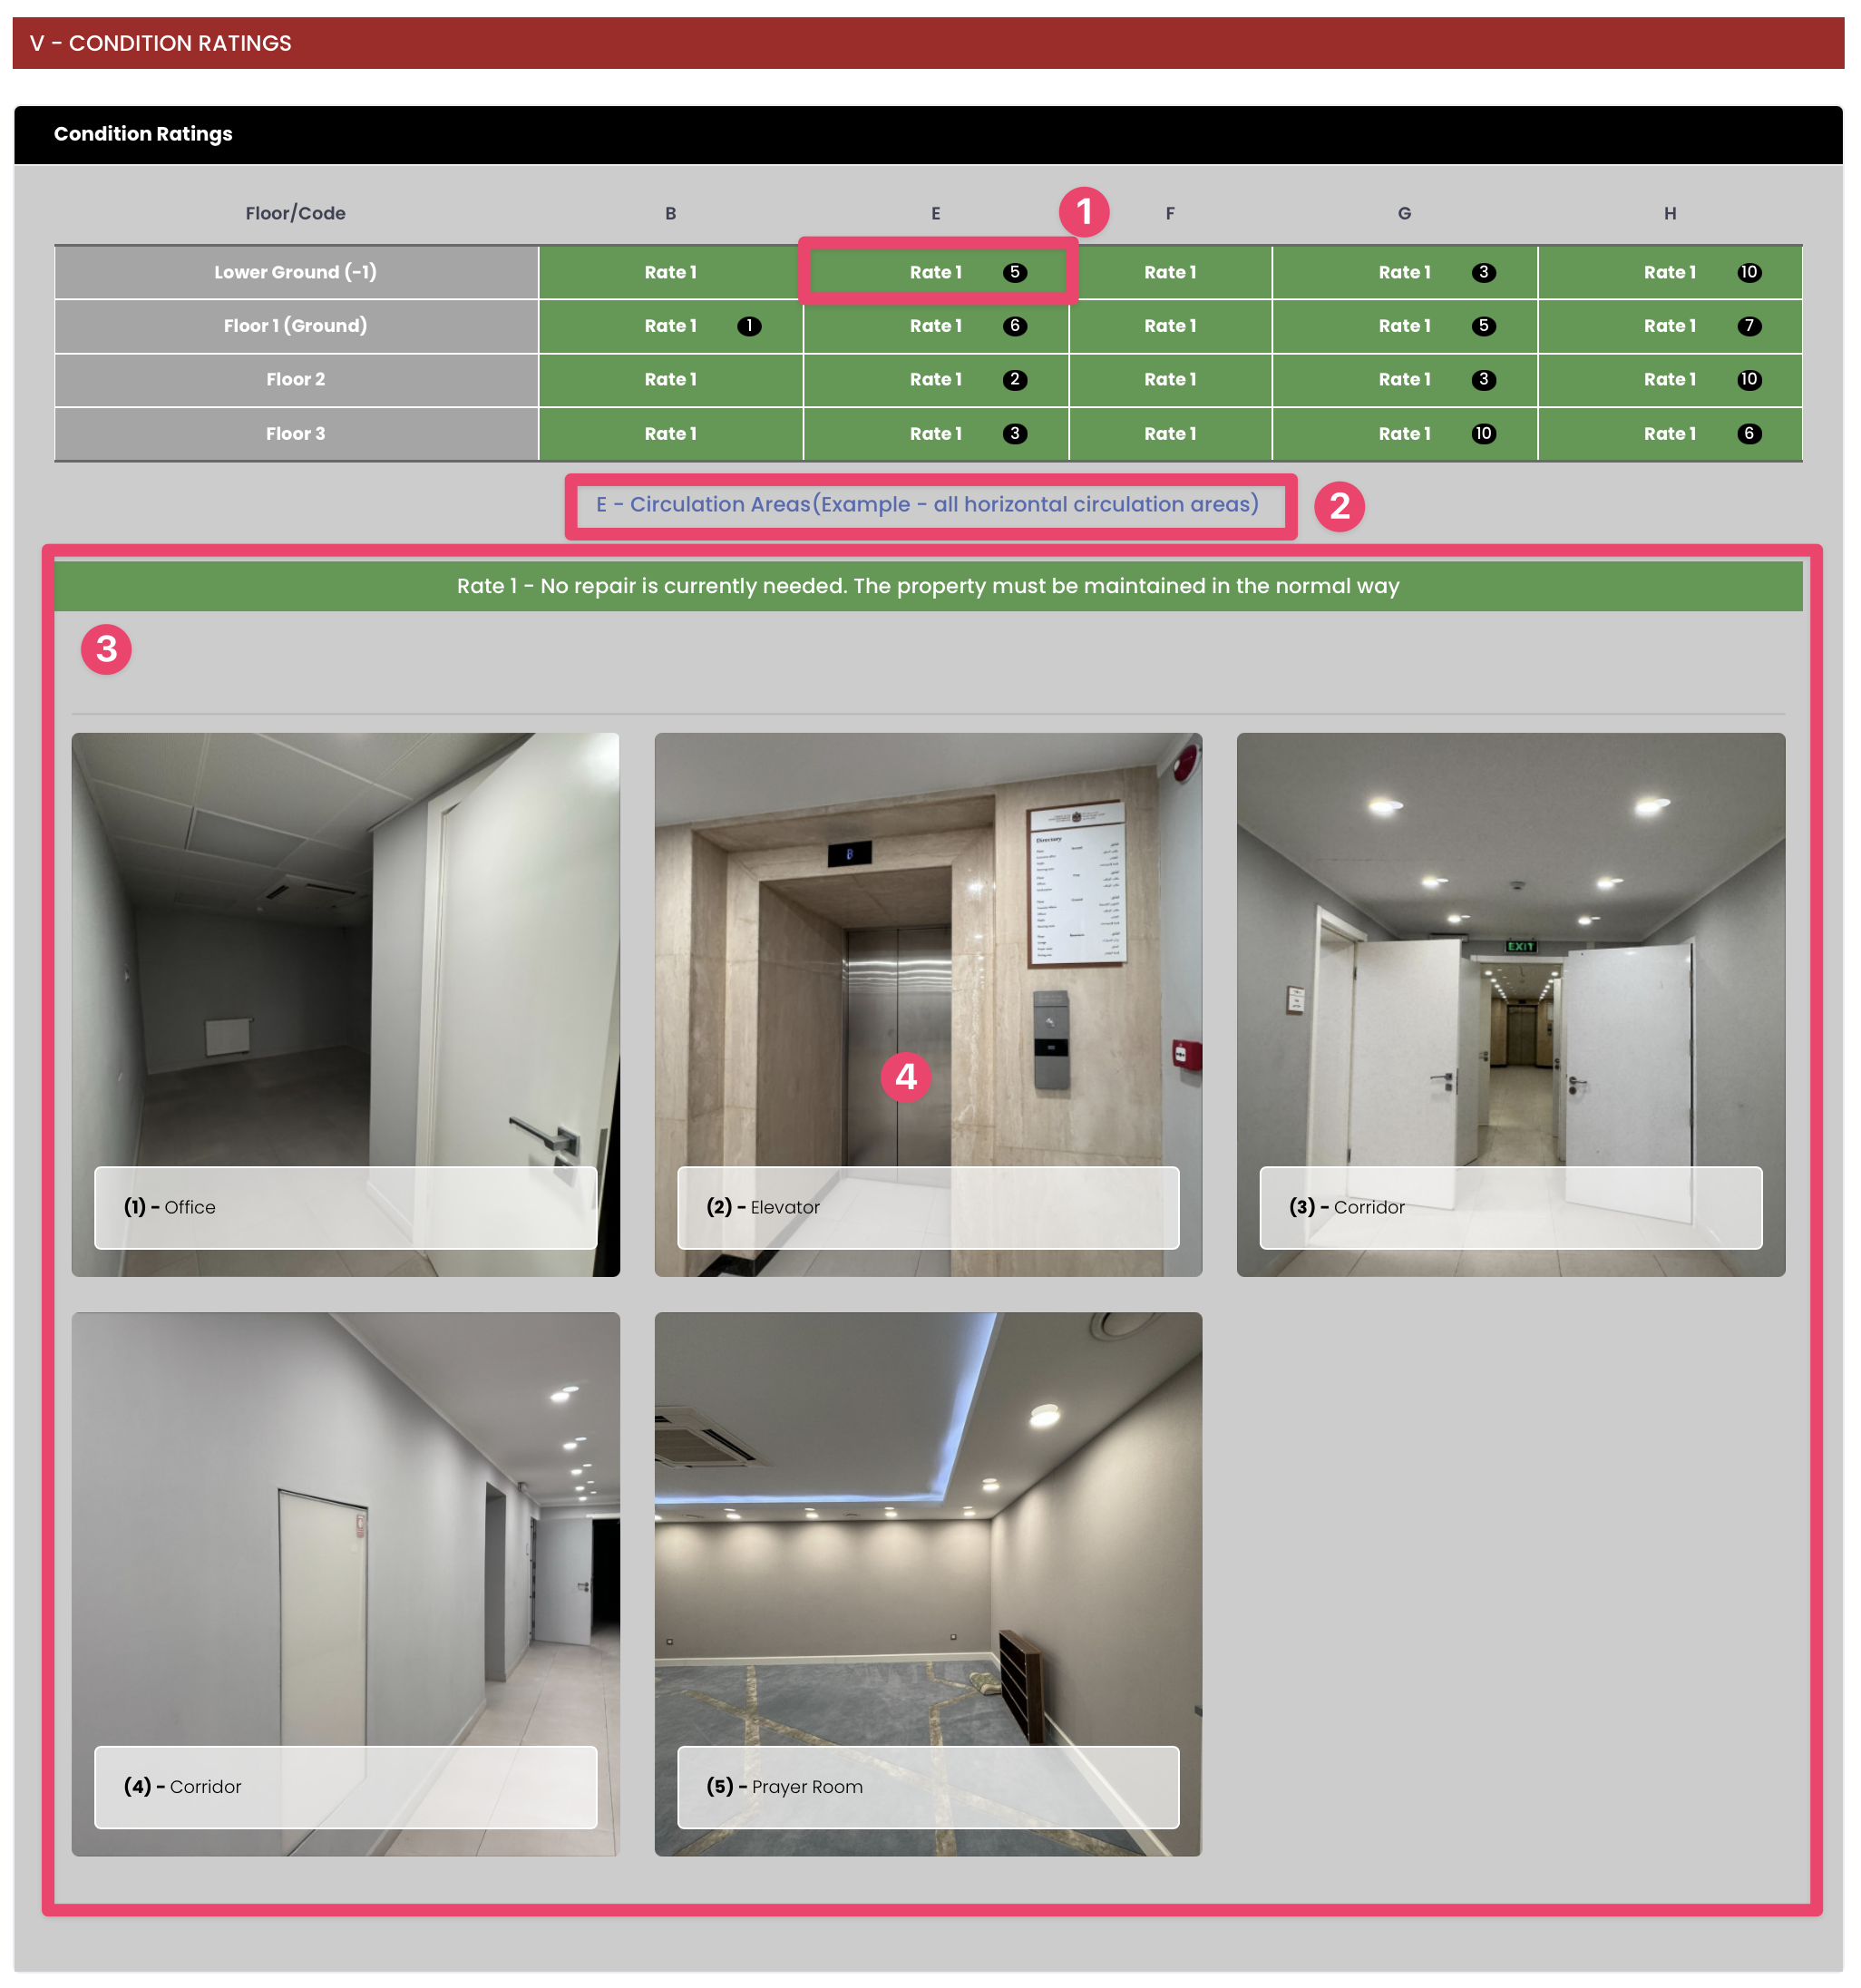 V - CONDITION RATINGS
Condition Ratings
Floor/Code B E 1 F G H
Lower Ground (-1) Rate 1 Rate 1 5 Rate 1 Rate 1 3 Rate 1 10
Floor 1 (Ground) Rate 1 1 Rate 1 6 Rate 1 Rate 1 5 Rate 1 7
Floor 2 Rate 1 Rate 1 2 Rate 1 Rate 1 3 Rate 1 10
Floor 3 Rate 1 Rate 1 3 Rate 1 Rate 1 10 Rate 1 6
E - Circulation Areas(Example - all horizontal circulation areas) 2
Rate 1 - No repair is currently needed. The property must be maintained in the normal way
3
Directory
EXIT
4
(1) - Office
(2) - Elevator
(3) - Corridor
(4) - Corridor
(5) - Prayer Room